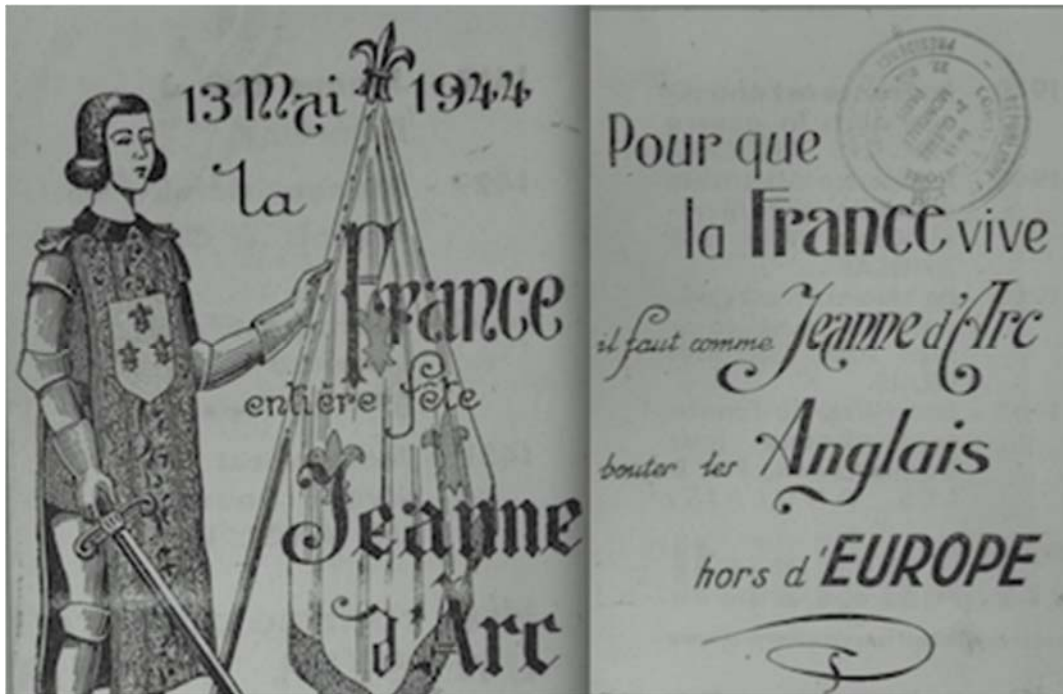 13 Mai 1944
la
France
entière fête
Jeanne
d'Arc
Pour que
la France vive
il faut comme Jeanne d'Arc
bouter les Anglais
hors d'EUROPE